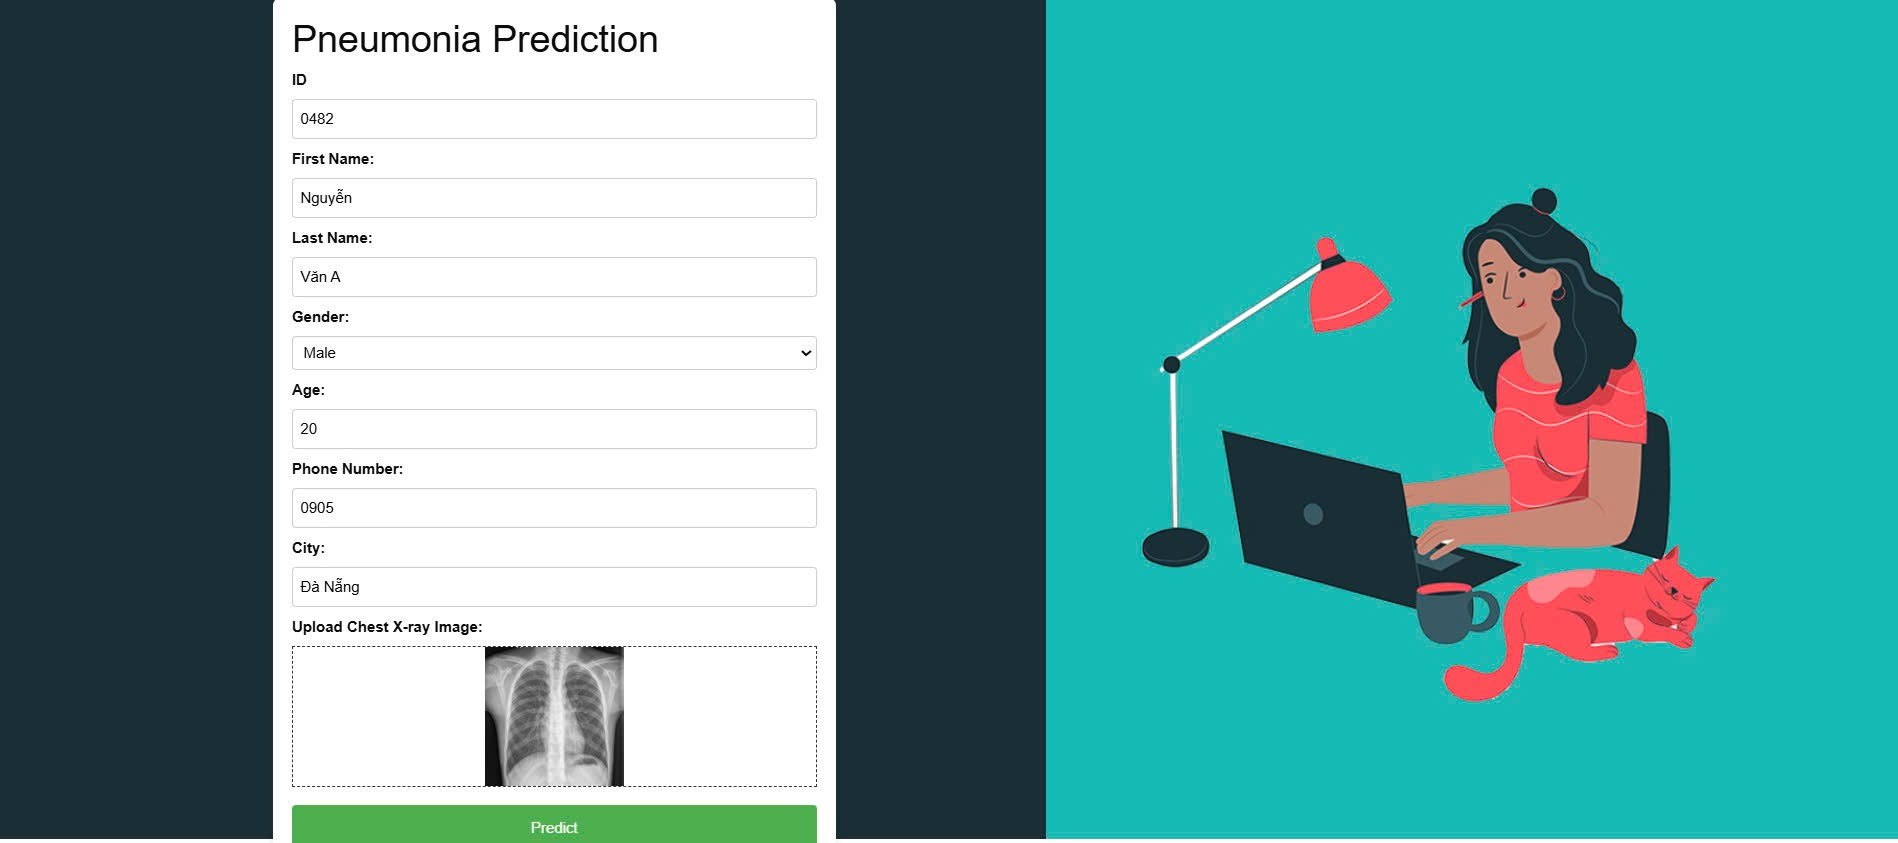 Pneumonia Prediction
ID
0482
First Name:
Nguyễn
Last Name:
Văn A
Gender:
Male
Age:
20
Phone Number:
0905
City:
Đà Nẵng
Upload Chest X-ray Image:
Predict